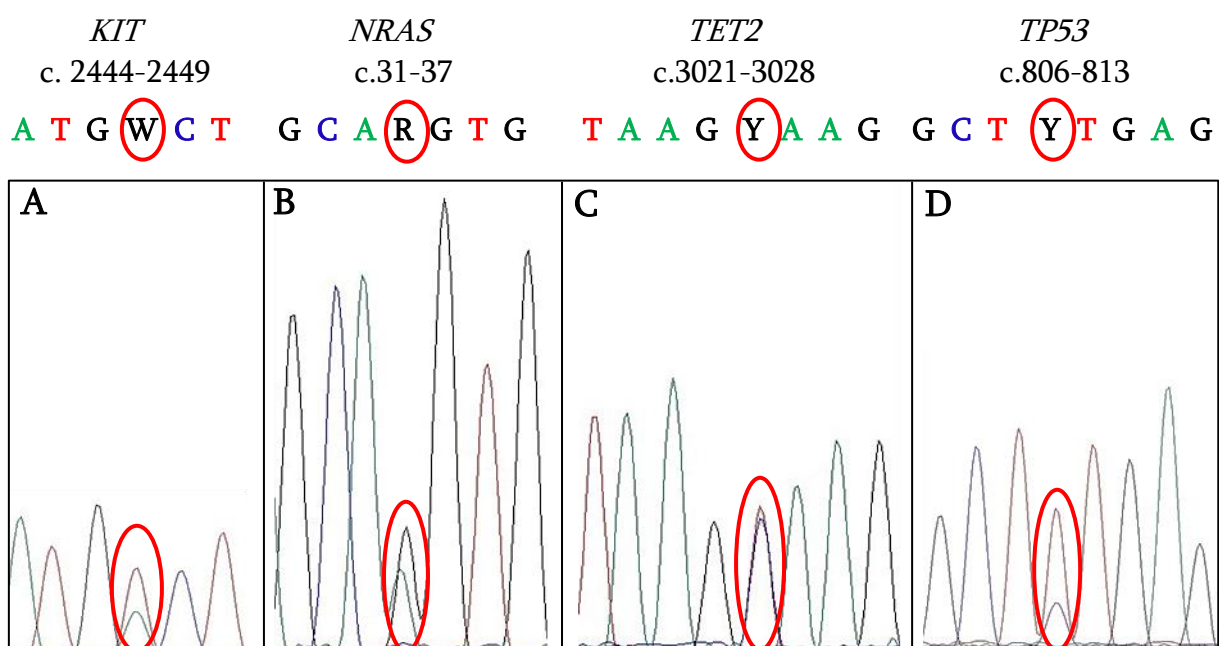 KIT NRAS TET2 TP53
c. 2444-2449 c.31-37 c.3021-3028 c.806-813
A T G W C T G C A R G T G T A A G Y A A G G C T Y T G A G
A B C D